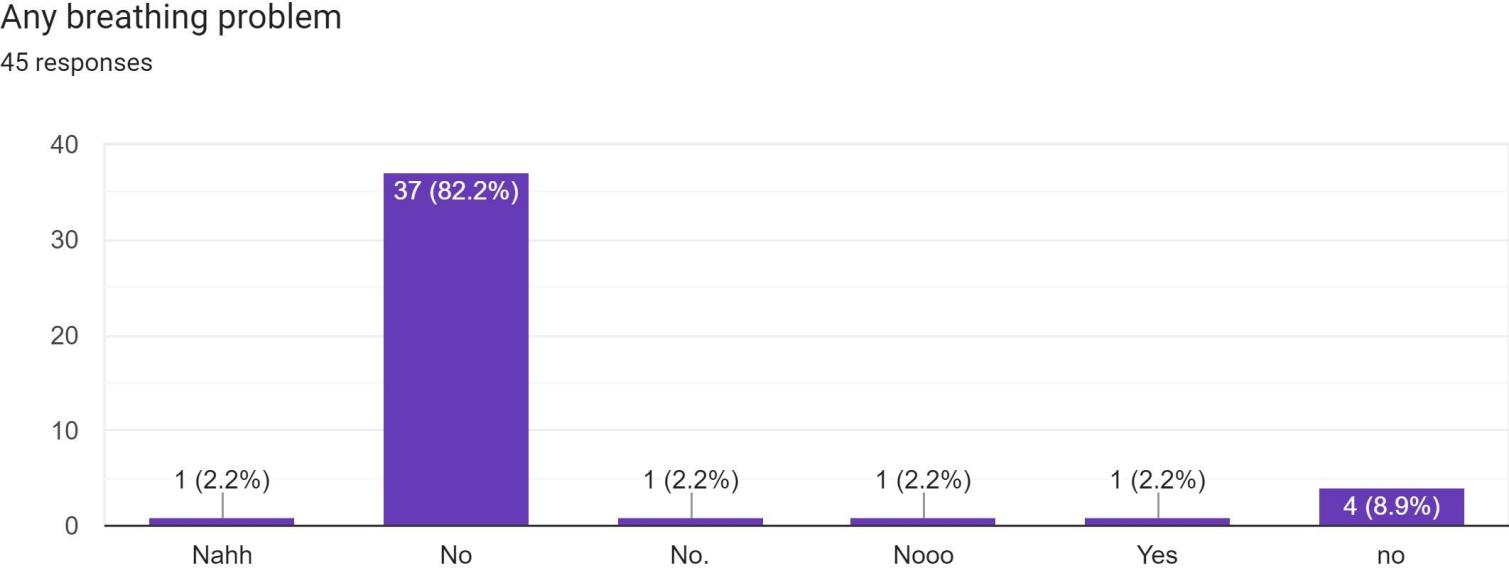 Any breathing problem
45 responses
40
30
20
10
0
1 (2.2%)
37 (82.2%)
1 (2.2%)
1 (2.2%)
1 (2.2%)
4 (8.9%)
Nahh
No
No.
Nooo
Yes
no